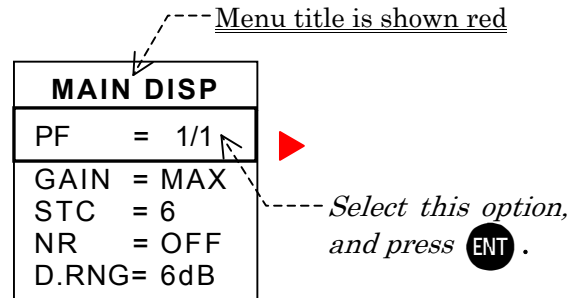 Menu title is shown red
MAIN DISP
PF = 1/1
GAIN = MAX
STC = 6
NR = OFF
D.RNG= 6dB
Select this option,
and press ENT .